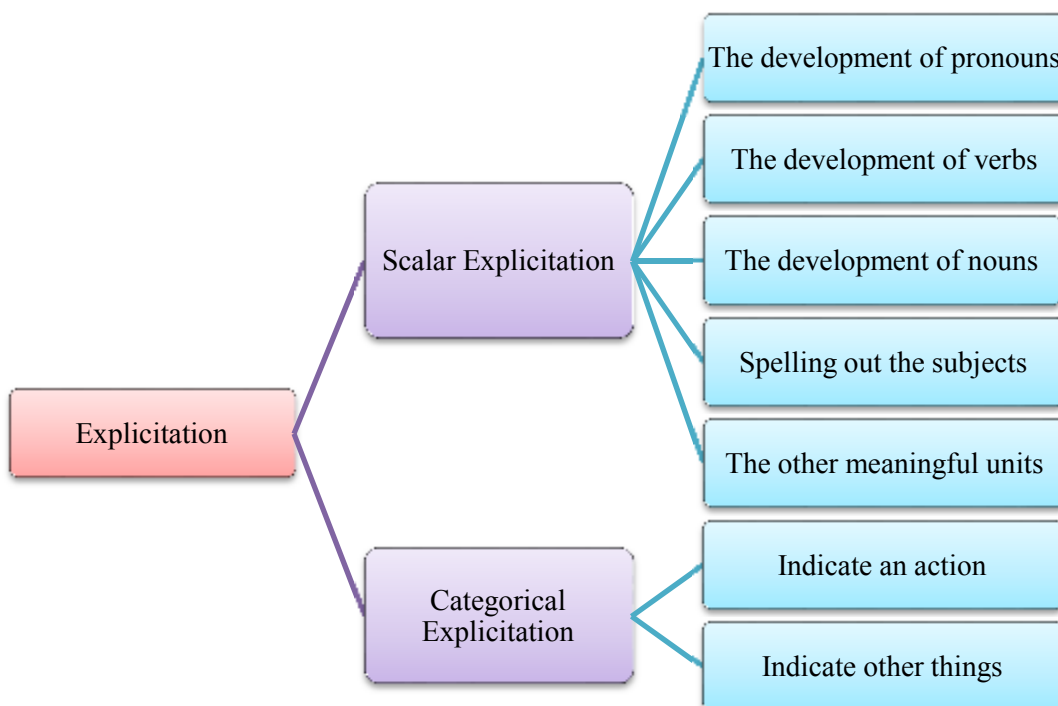 The development of pronouns
The development of verbs
Scalar Explicitation
The development of nouns
Spelling out the subjects
Explicitation
The other meaningful units
Indicate an action
Categorical
Explicitation
Indicate other things